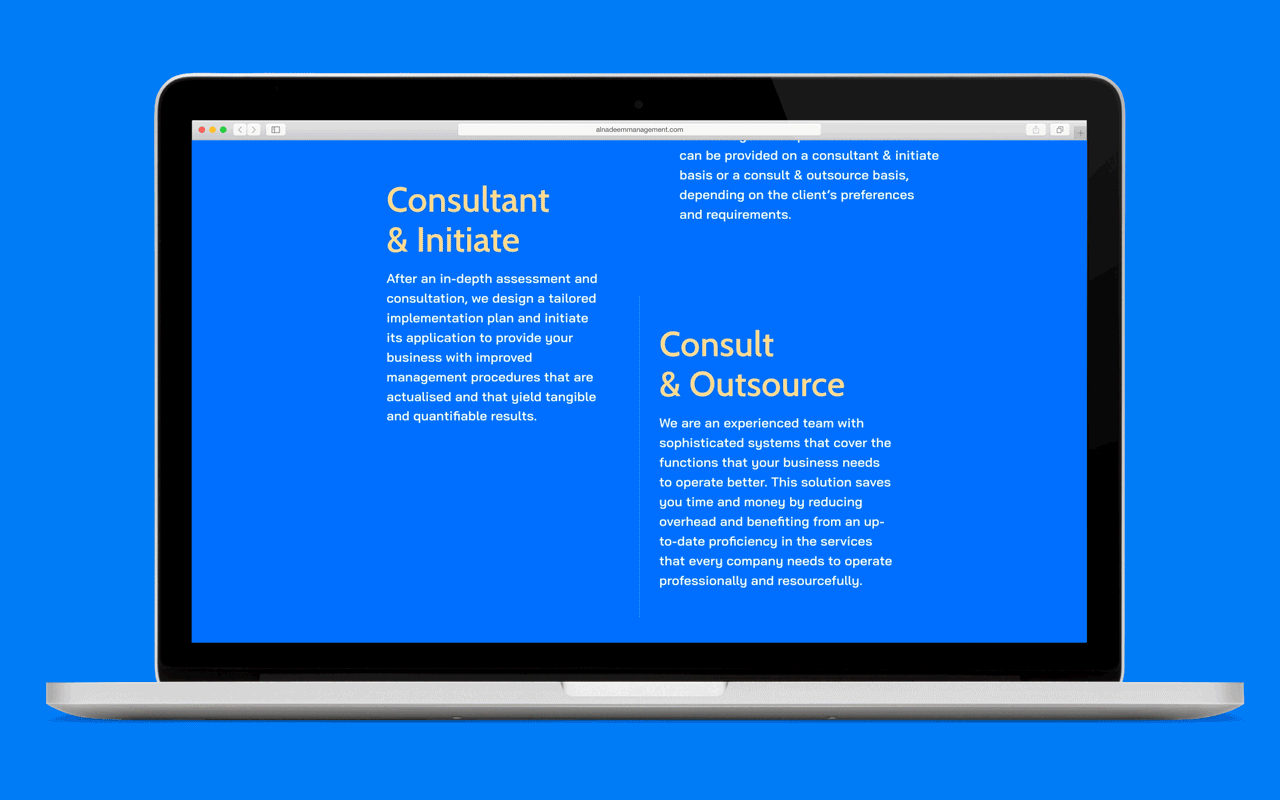 alnadeemmanagement.com
can be provided on a consultant & initiate
basis or a consult & outsource basis,
depending on the client's preferences
and requirements.
Consultant
& Initiate
After an in-depth assessment and
consultation, we design a tailored
implementation plan and initiate
its application to provide your
business with improved
management procedures that are
actualised and that yield tangible
and quantifiable results.
Consult
& Outsource
We are an experienced team with
sophisticated systems that cover the
functions that your business needs
to operate better. This solution saves
you time and money by reducing
overhead and benefiting from an up-
to-date proficiency in the services
that every company needs to operate
professionally and resourcefully.